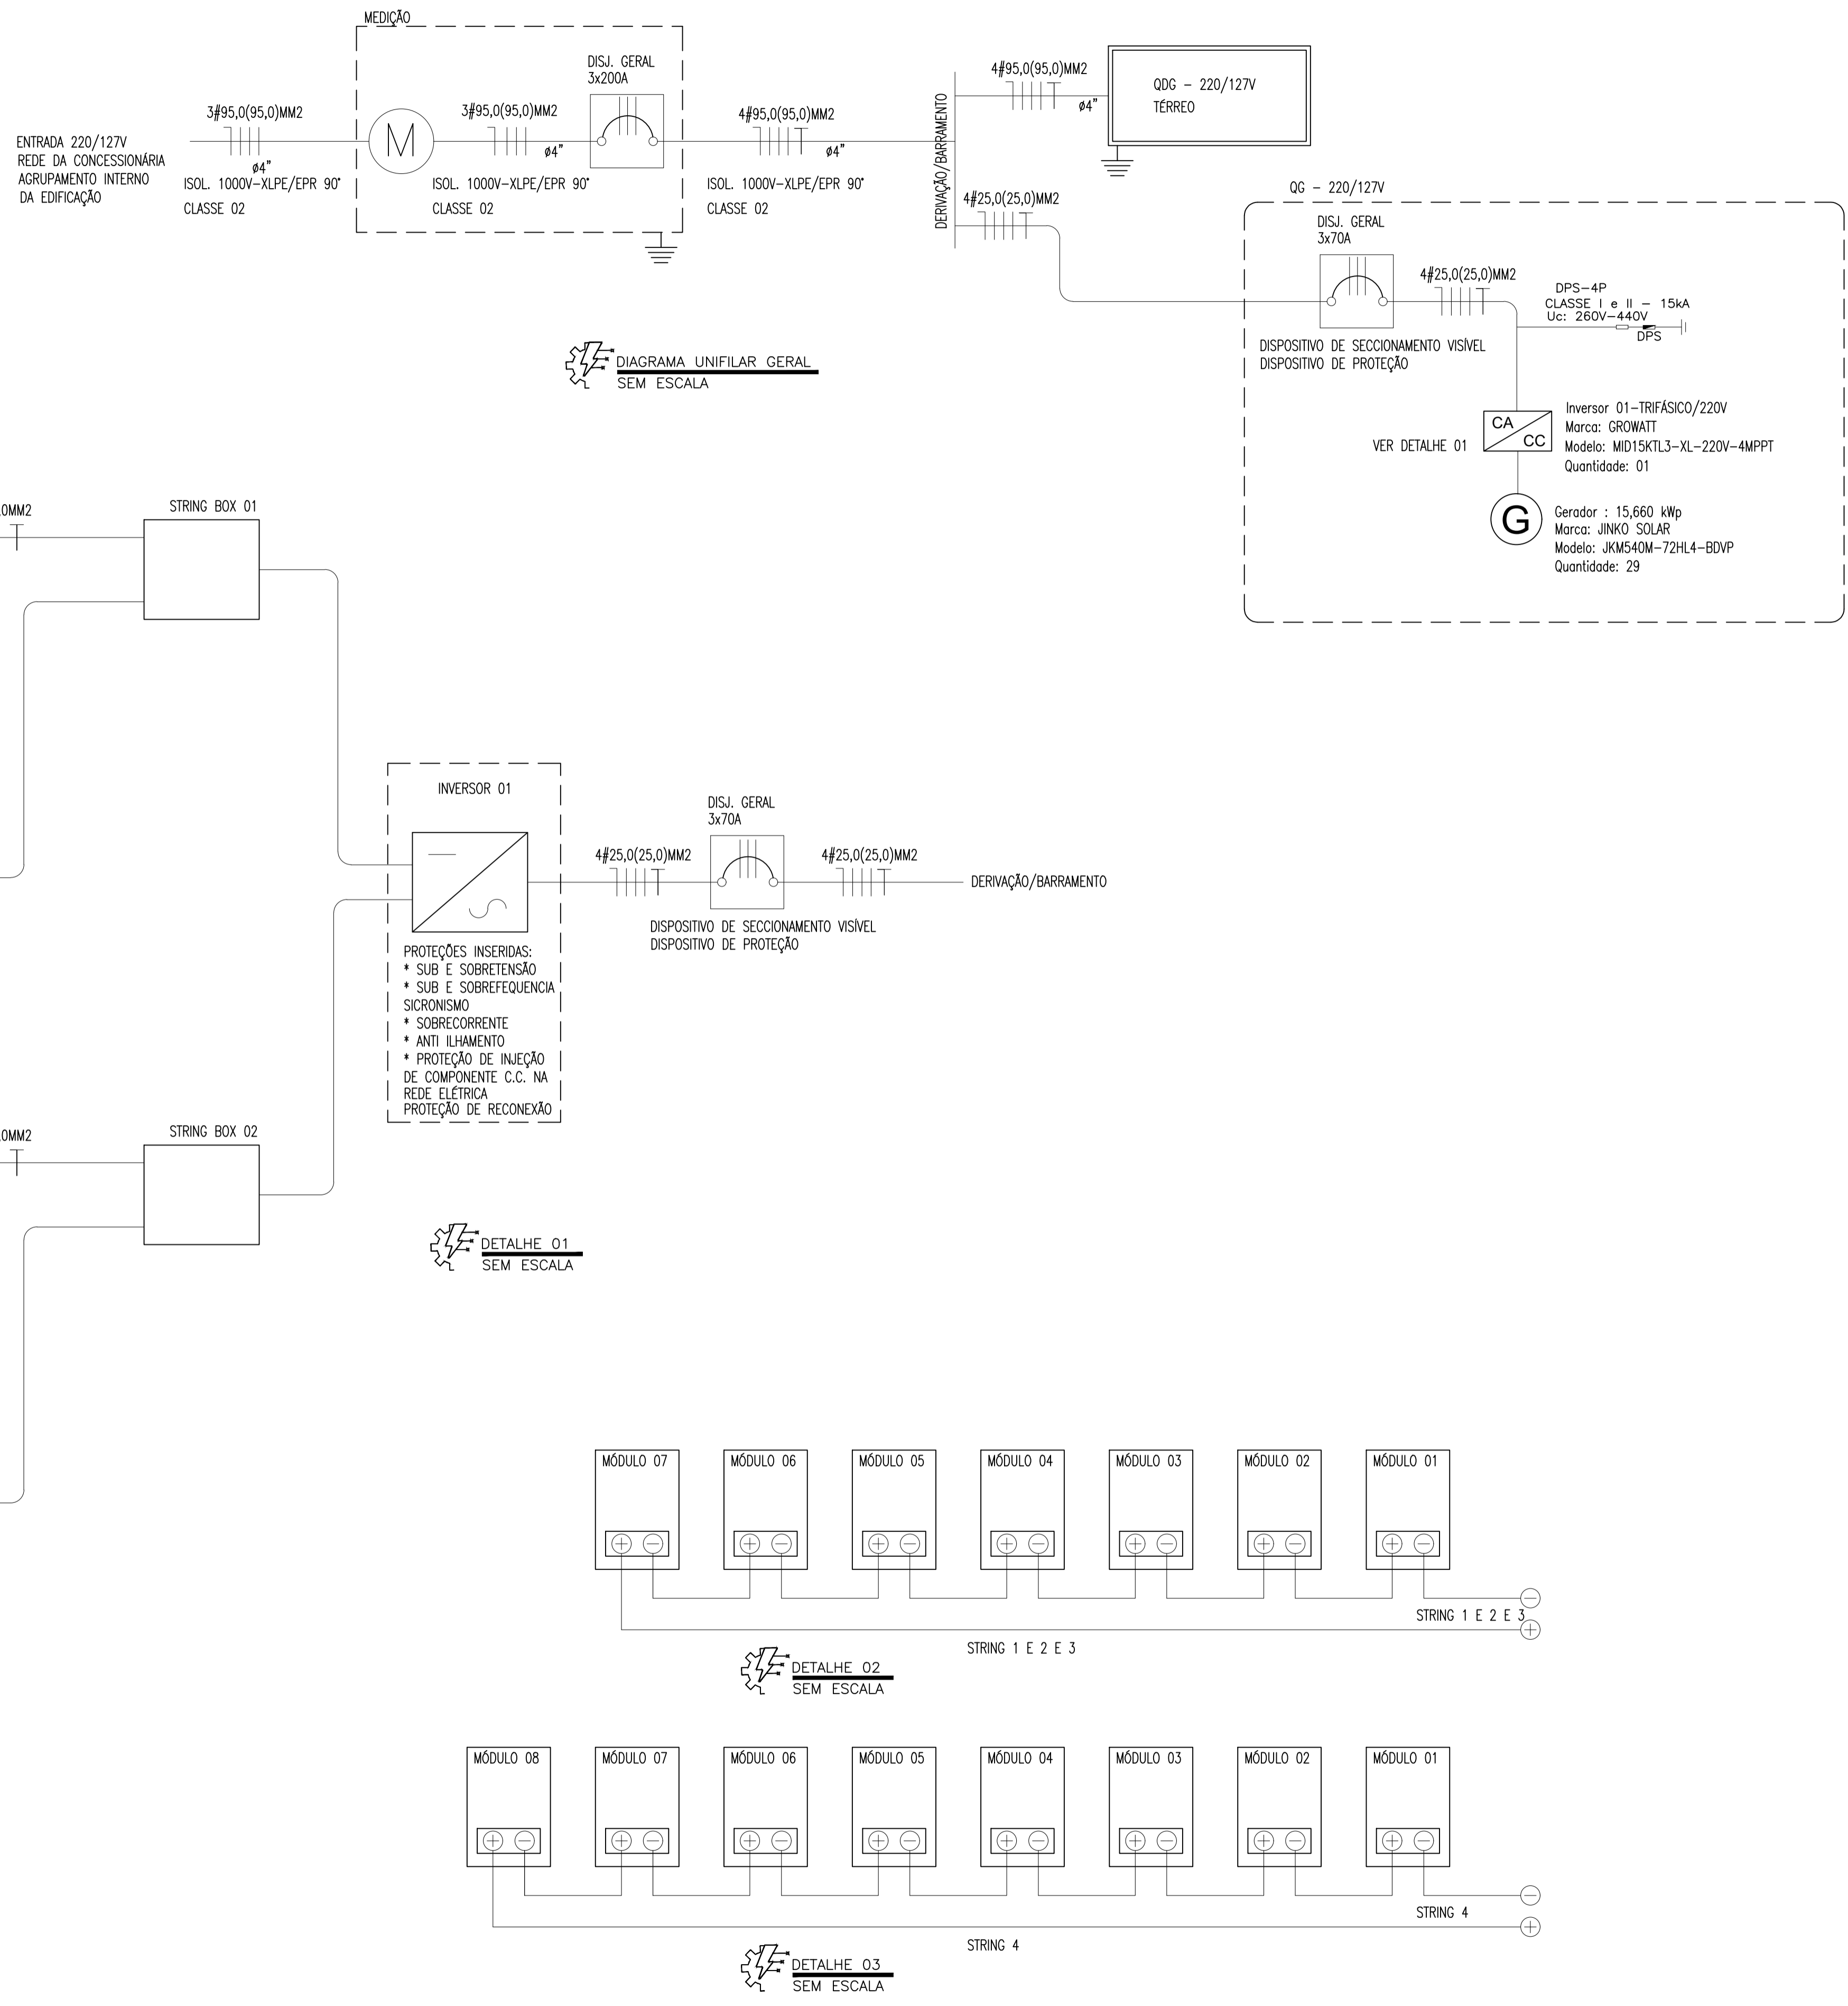 MEDIÇÃO
DISJ. GERAL
3x200A
3#95,0(95,0)MM2
3#95,0(95,0)MM2
4#95,0(95,0)MM2
4#95,0(95,0)MM2
ø4"
QDG - 220/127V
TÉRREO
ENTRADA 220/127V
REDE DA CONCESSIONÁRIA
AGRUPAMENTO INTERNO
DA EDIFICAÇÃO
M
ø4"
ø4"
ø4"
ISOL. 1000V-XLPE/EPR 90°
CLASSE 02
ISOL. 1000V-XLPE/EPR 90°
CLASSE 02
ISOL. 1000V-XLPE/EPR 90°
CLASSE 02
DERIVAÇÃO/BARRAMENTO
4#25,0(25,0)MM2
QG - 220/127V
DISJ. GERAL
3x70A
4#25,0(25,0)MM2
DPS-4P
CLASSE I e II - 15kA
Uc: 260V-440V
DPS
DISPOSITIVO DE SECCIONAMENTO VISÍVEL
DISPOSITIVO DE PROTEÇÃO
DIAGRAMA UNIFILAR GERAL
SEM ESCALA
VER DETALHE 01
CA
CC
Inversor 01-TRIFÁSICO/220V
Marca: GROWATT
Modelo: MID15KTL3-XL-220V-4MPPT
Quantidade: 01
G
Gerador : 15,660 kWp
Marca: JINKO SOLAR
Modelo: JKM540M-72HL4-BDVP
Quantidade: 29
0MM2
STRING BOX 01
INVERSOR 01
DISJ. GERAL
3x70A
4#25,0(25,0)MM2
4#25,0(25,0)MM2
DERIVAÇÃO/BARRAMENTO
DISPOSITIVO DE SECCIONAMENTO VISÍVEL
DISPOSITIVO DE PROTEÇÃO
PROTEÇÕES INSERIDAS:
* SUB E SOBRETENSÃO
* SUB E SOBREFEQUENCIA
SICRONISMO
* SOBRECORRENTE
* ANTI ILHAMENTO
* PROTEÇÃO DE INJEÇÃO
DE COMPONENTE C.C. NA
REDE ELÉTRICA
PROTEÇÃO DE RECONEXÃO
0MM2
STRING BOX 02
DETALHE 01
SEM ESCALA
MÓDULO 07
MÓDULO 06
MÓDULO 05
MÓDULO 04
MÓDULO 03
MÓDULO 02
MÓDULO 01
STRING 1 E 2 E 3
STRING 1 E 2 E 3
DETALHE 02
SEM ESCALA
MÓDULO 08
MÓDULO 07
MÓDULO 06
MÓDULO 05
MÓDULO 04
MÓDULO 03
MÓDULO 02
MÓDULO 01
STRING 4
STRING 4
DETALHE 03
SEM ESCALA